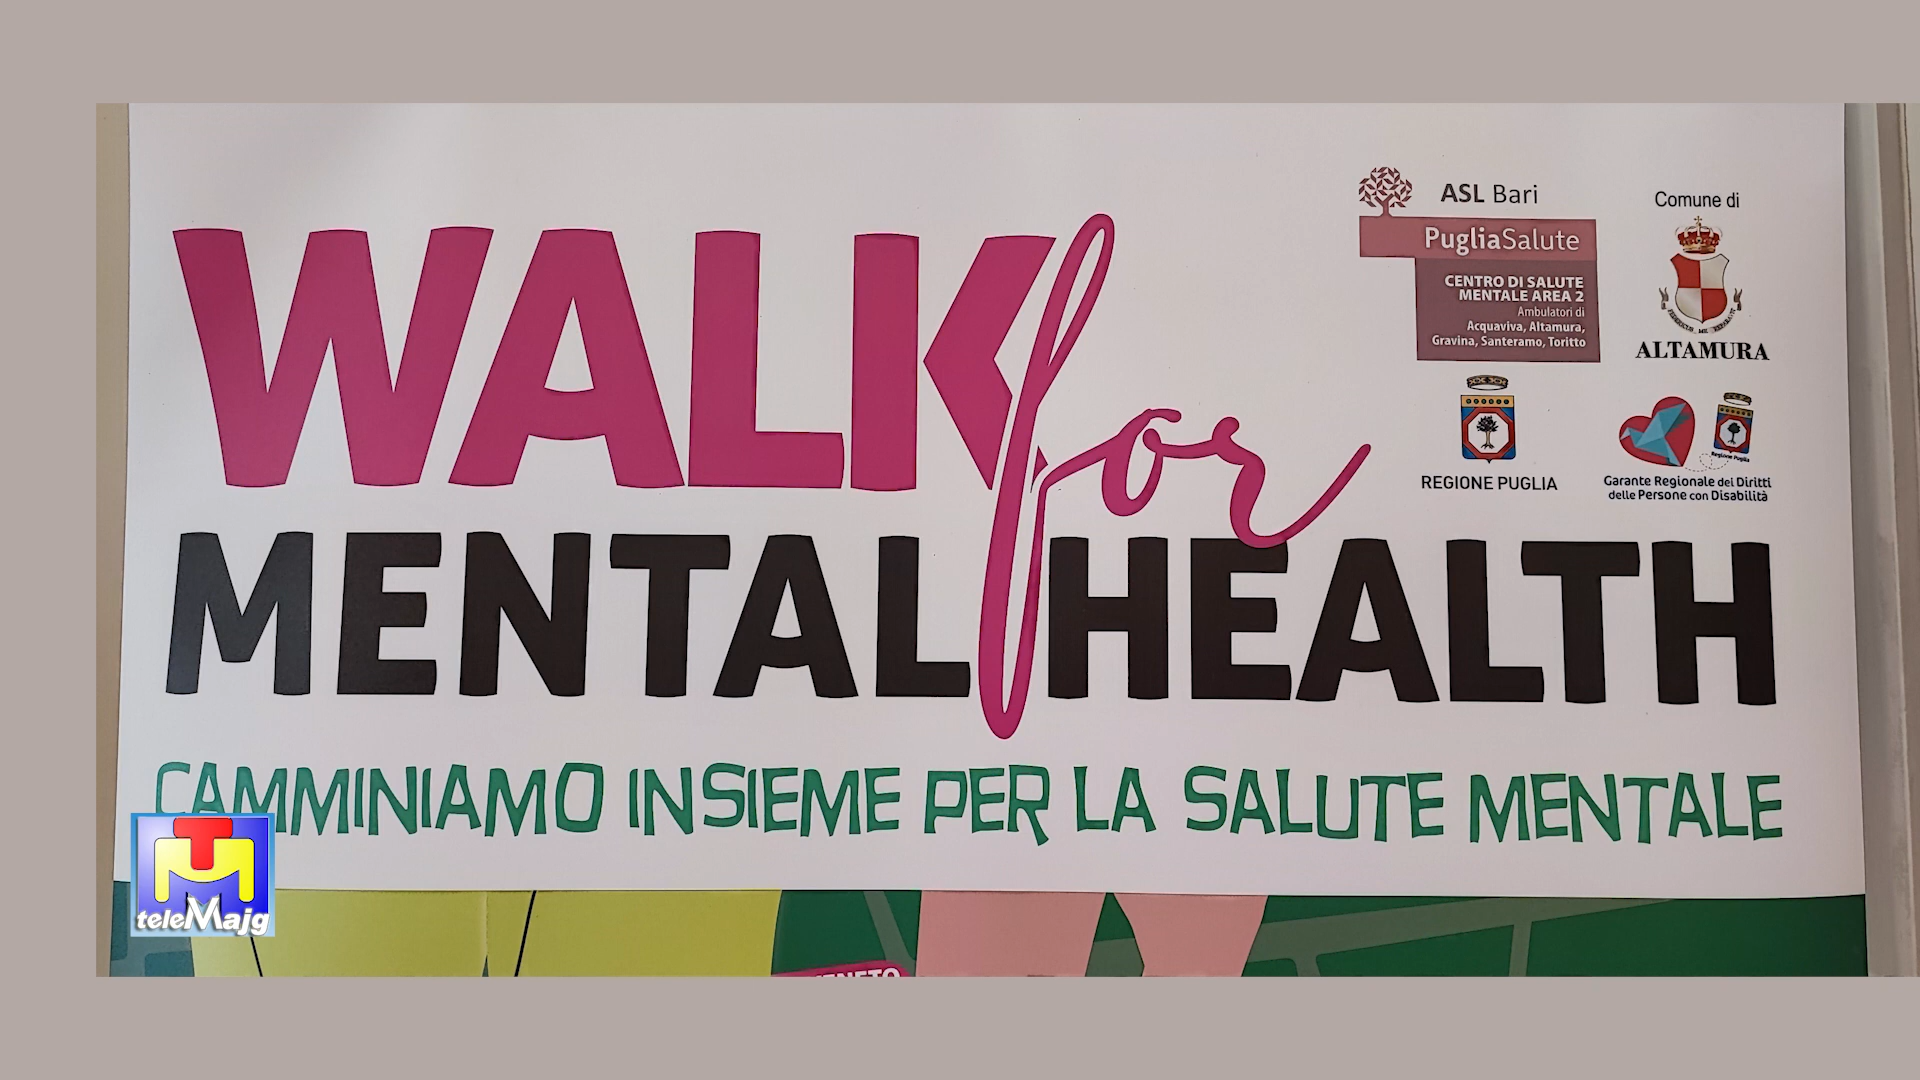 WALK for
MENTAL HEALTH
CAMMINIAMO INSIEME PER LA SALUTE MENTALE
ASL Bari
PugliaSalute
CENTRO DI SALUTE
MENTALE AREA 2
Ambulatori di
Acquaviva, Altamura,
Gravina, Santeramo, Toritto
Comune di
ALTAMURA
REGIONE PUGLIA
Regione Puglia
Garante Regionale dei Diritti
delle Persone con Disabilità
teleMajg